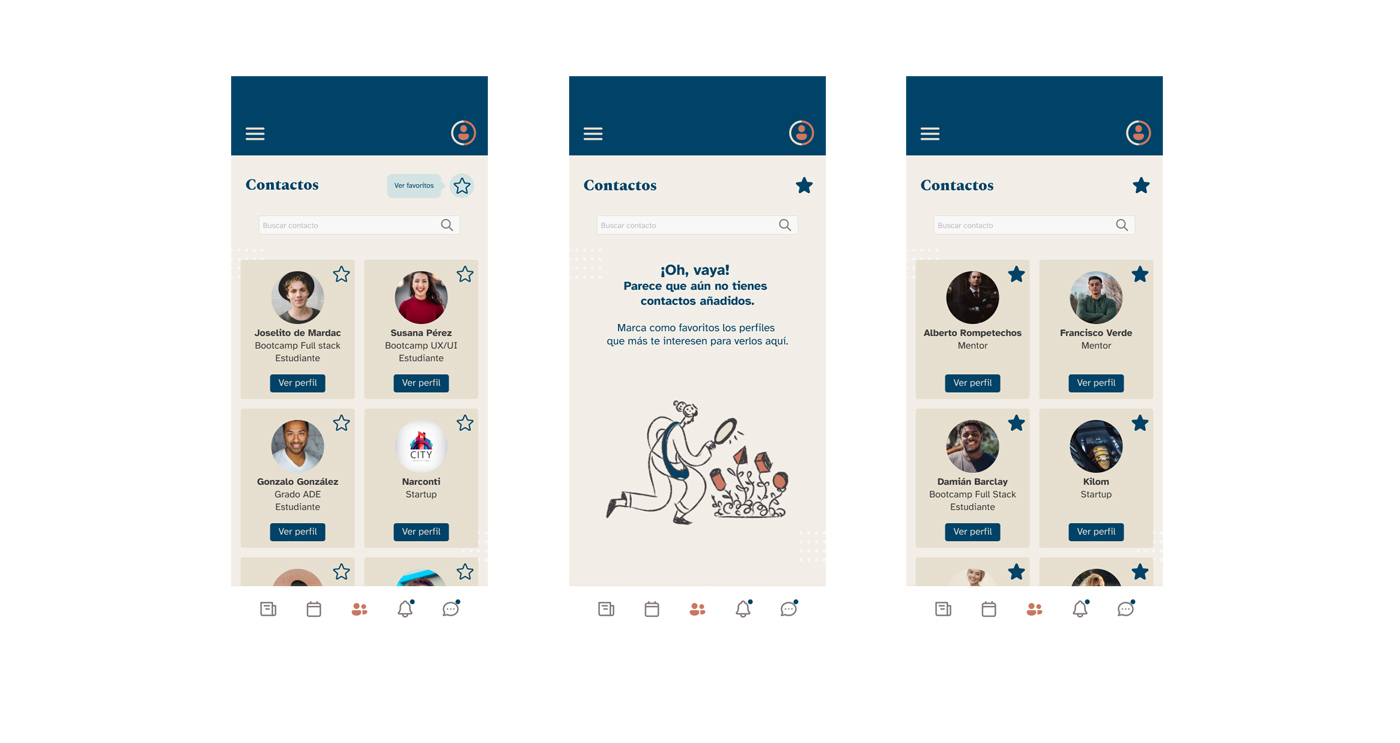 Contactos
Ver favoritos
Buscar contacto
Joselito de Mardac
Bootcamp Full stack
Estudiante
Ver perfil
Susana Pérez
Bootcamp UX/UI
Estudiante
Ver perfil
Gonzalo González
Grado ADE
Estudiante
Ver perfil
CITY
Narconti
Startup
Ver perfil
Contactos
Buscar contacto
¡Oh, vaya!
Parece que aún no tienes
contactos añadidos.
Marca como favoritos los perfiles
que más te interesen para verlos aquí.
Contactos
Buscar contacto
Alberto Rompetechos
Mentor
Ver perfil
Francisco Verde
Mentor
Ver perfil
Damián Barclay
Bootcamp Full Stack
Estudiante
Ver perfil
Kilom
Startup
Ver perfil